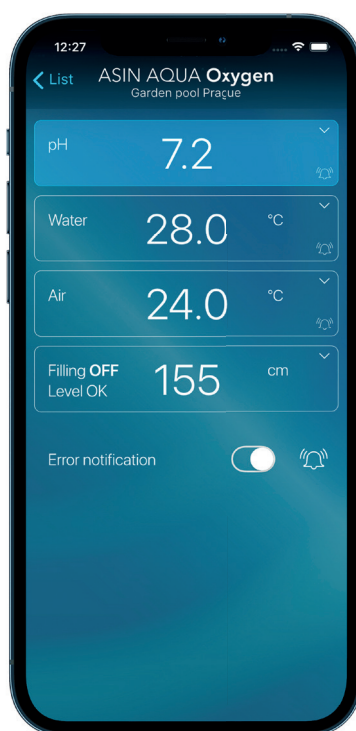 12:27
List
ASIN AQUA Oxygen
Garden pool Prague
pH 7.2
Water 28.0 °C
Air 24.0 °C
Filling OFF
Level OK
155 cm
Error notification